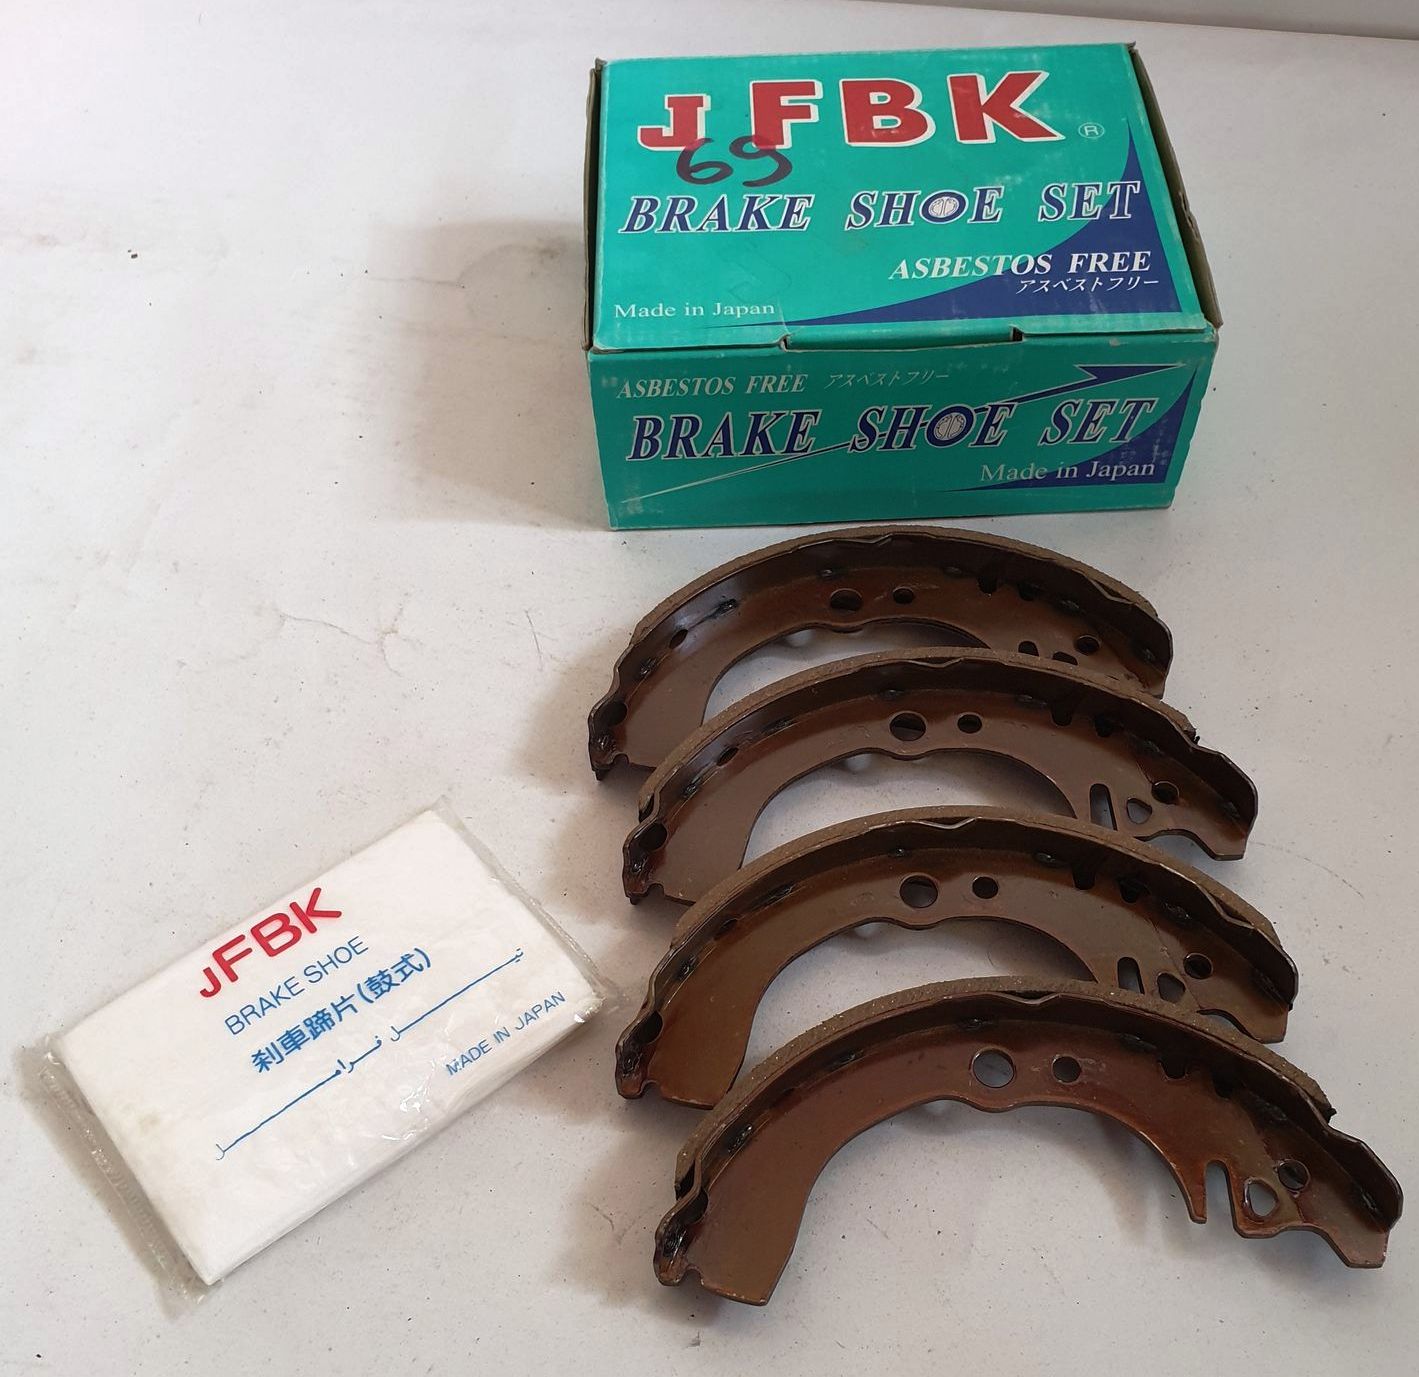 JFBK ®
69
BRAKE SHOE SET
ASBESTOS FREE
アスベストフリー
Made in Japan
ASBESTOS FREE アスベストフリー
BRAKE SHOE SET
Made in Japan
JFBK
BRAKE SHOE
刹車蹄片(鼓式)
تیل فرامل
MADE IN JAPAN